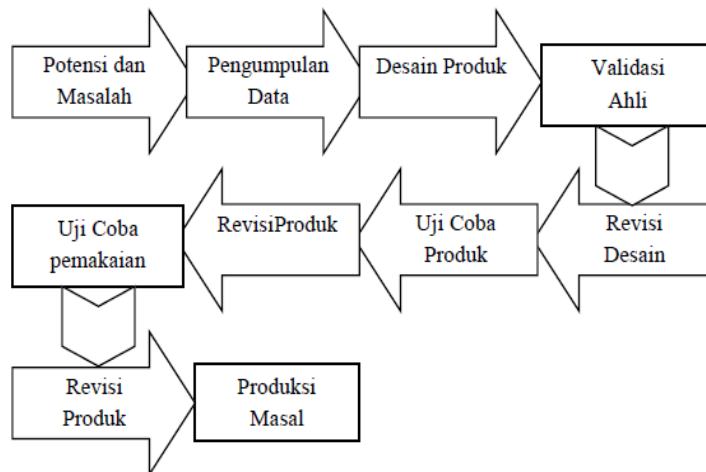 Potensi dan
Masalah
Pengumpulan
Data
Desain Produk
Validasi
Ahli
Revisi
Desain
Uji Coba
Produk
RevisiProduk
Uji Coba
pemakaian
Revisi
Produk
Produksi
Masal